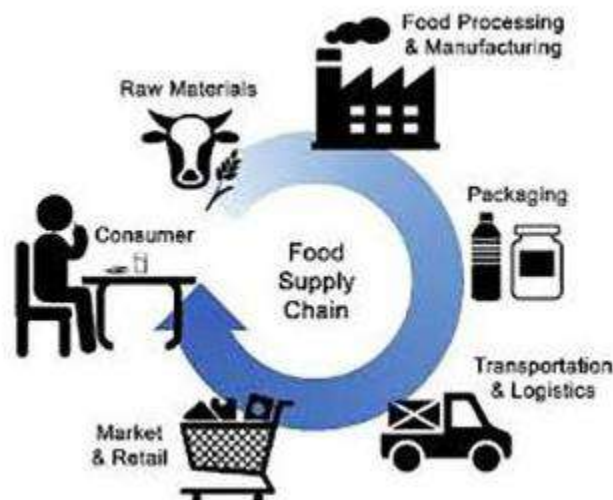 Food Processing
& Manufacturing
Raw Materials
Packaging
Consumer
Food
Supply
Chain
Transportation
& Logistics
Market
& Retail